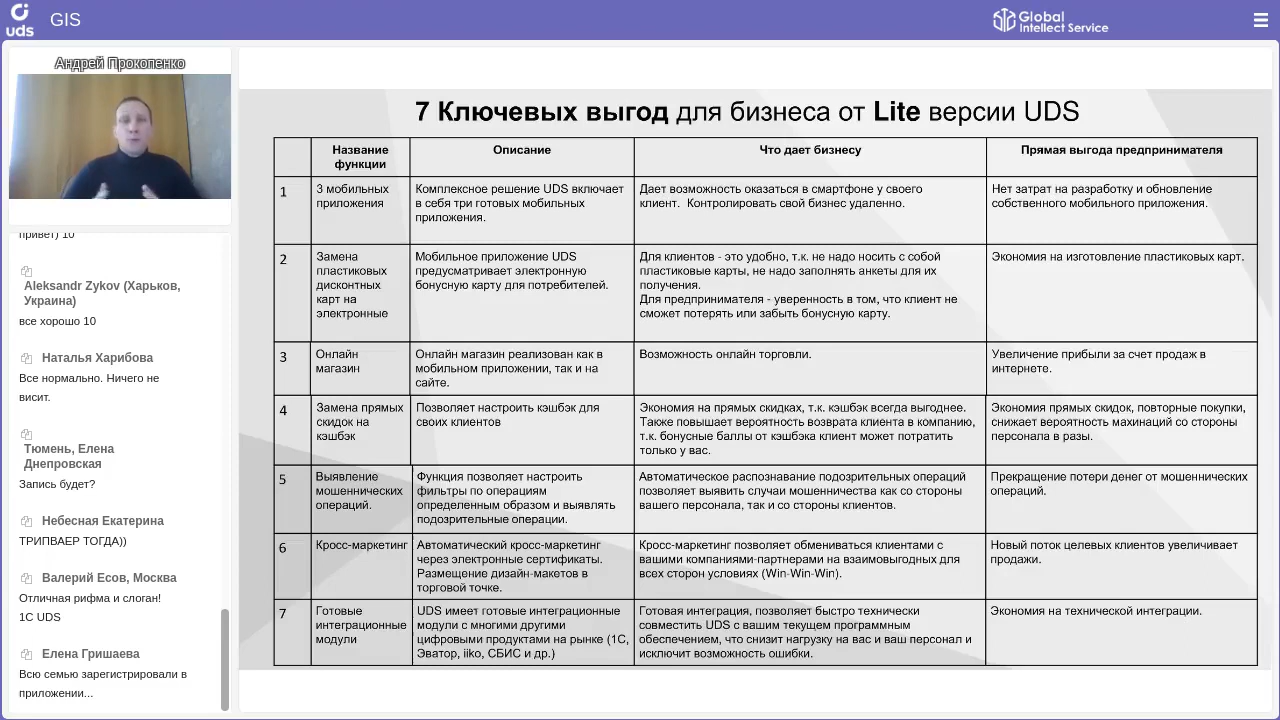 uds
GIS
Global
Intellect Service
Андрей Прокопенко
привет) 10
Aleksandr Zykov (Харьков,
Украина)
все хорошо 10
Наталья Харибова
Все нормально. Ничего не
висит.
Тюмень, Елена
Днепровская
Запись будет?
Небесная Екатерина
ТРИПВАЕР ТОГДА))
Валерий Есов, Москва
Отличная рифма и слоган!
1С UDS
Елена Гришаева
Всю семью зарегистрировали в
приложении...
7 Ключевых выгод для бизнеса от Lite версии UDS
Название
функции
Описание
Что дает бизнесу
Прямая выгода предпринимателя
1
3 мобильных
приложения
Комплексное решение UDS включает
в себя три готовых мобильных
приложения.
Дает возможность оказаться в смартфоне у своего
клиент.  Контролировать свой бизнес удаленно.
Нет затрат на разработку и обновление
собственного мобильного приложения.
2
Замена
пластиковых
дисконтных
карт на
электронные
Мобильное приложение UDS
предусматривает электронную
бонусную карту для потребителей.
Для клиентов - это удобно, т.к. не надо носить с собой
пластиковые карты, не надо заполнять анкеты для их
получения.
Для предпринимателя - уверенность в том, что клиент не
сможет потерять или забыть бонусную карту.
Экономия на изготовление пластиковых карт.
3
Онлайн
магазин
Онлайн магазин реализован как в
мобильном приложении, так и на
сайте.
Возможность онлайн торговли.
Увеличение прибыли за счет продаж в
интернете.
4
Замена прямых
скидок на
кэшбэк
Позволяет настроить кэшбэк для
своих клиентов
Экономия на прямых скидках, т.к. кэшбэк всегда выгоднее.
Также повышает вероятность возврата клиента в компанию,
т.к. бонусные баллы от кэшбэка клиент может потратить
только у вас.
Экономия прямых скидок, повторные покупки,
снижает вероятность махинаций со стороны
персонала в разы.
5
Выявление
мошеннических
операций.
Функция позволяет настроить
фильтры по операциям
определенным образом и выявлять
подозрительные операции.
Автоматическое распознавание подозрительных операций
позволяет выявить случаи мошенничества как со стороны
вашего персонала, так и со стороны клиентов.
Прекращение потери денег от мошеннических
операций.
6
Кросс-маркетинг
Автоматический кросс-маркетинг
через электронные сертификаты.
Размещение дизайн-макетов в
торговой точке.
Кросс-маркетинг позволяет обмениваться клиентами с
вашими компаниями-партнерами на взаимовыгодных для
всех сторон условиях (Win-Win-Win).
Новый поток целевых клиентов увеличивает
продажи.
7
Готовые
интеграционные
модули
UDS имеет готовые интеграционные
модули с многими другими
цифровыми продуктами на рынке (1С,
Эватор, iiko, СБИС и др.)
Готовая интеграция, позволяет быстро технически
совместить UDS с вашим текущем программным
обеспечением, что снизит нагрузку на вас и ваш персонал и
исключит возможность ошибки.
Экономия на технической интеграции.